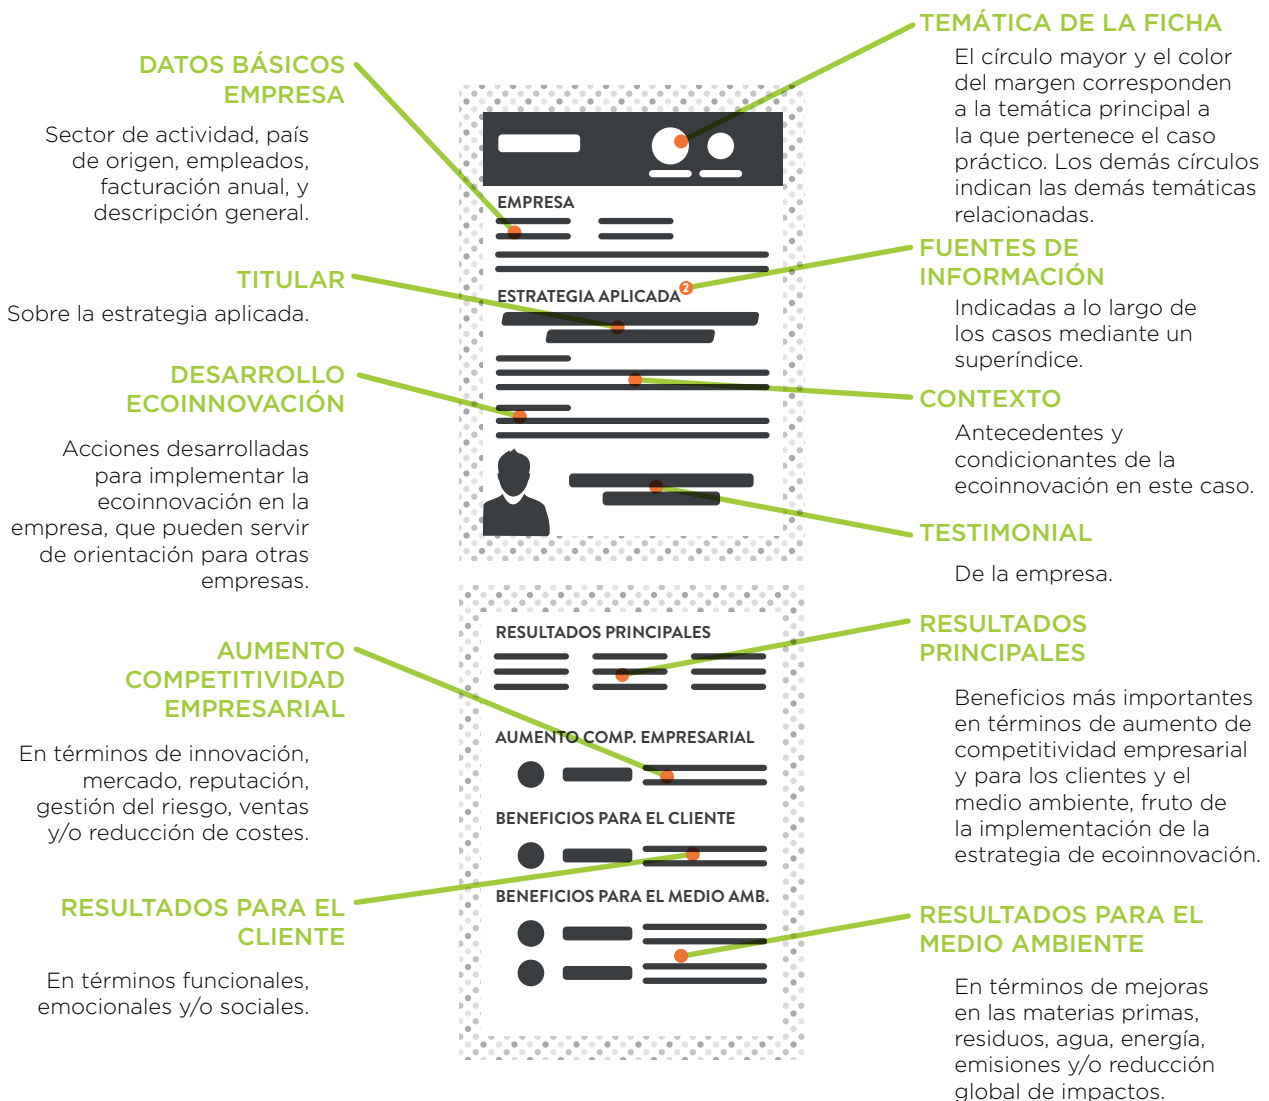 DATOS BÁSICOS
EMPRESA
Sector de actividad, país
de origen, empleados,
facturación anual, y
descripción general.
TITULAR
Sobre la estrategia aplicada.
DESARROLLO
ECOINNOVACIÓN
Acciones desarrolladas
para implementar la
ecoinnovación en la
empresa, que pueden servir
de orientación para otras
empresas.
AUMENTO
COMPETITIVIDAD
EMPRESARIAL
En términos de innovación,
mercado, reputación,
gestión del riesgo, ventas
y/o reducción de costes.
RESULTADOS PARA EL
CLIENTE
En términos funcionales,
emocionales y/o sociales.
EMPRESA
ESTRATEGIA APLICADA 2
RESULTADOS PRINCIPALES
AUMENTO COMP. EMPRESARIAL
BENEFICIOS PARA EL CLIENTE
BENEFICIOS PARA EL MEDIO AMB.
TEMÁTICA DE LA FICHA
El círculo mayor y el color
del margen corresponden
a la temática principal a
la que pertenece el caso
práctico. Los demás círculos
indican las demás temáticas
relacionadas.
FUENTES DE
INFORMACIÓN
Indicadas a lo largo de
los casos mediante un
superíndice.
CONTEXTO
Antecedentes y
condicionantes de la
ecoinnovación en este caso.
TESTIMONIAL
De la empresa.
RESULTADOS
PRINCIPALES
Beneficios más importantes
en términos de aumento de
competitividad empresarial
y para los clientes y el
medio ambiente, fruto de
la implementación de la
estrategia de ecoinnovación.
RESULTADOS PARA EL
MEDIO AMBIENTE
En términos de mejoras
en las materias primas,
residuos, agua, energía,
emisiones y/o reducción
global de impactos.